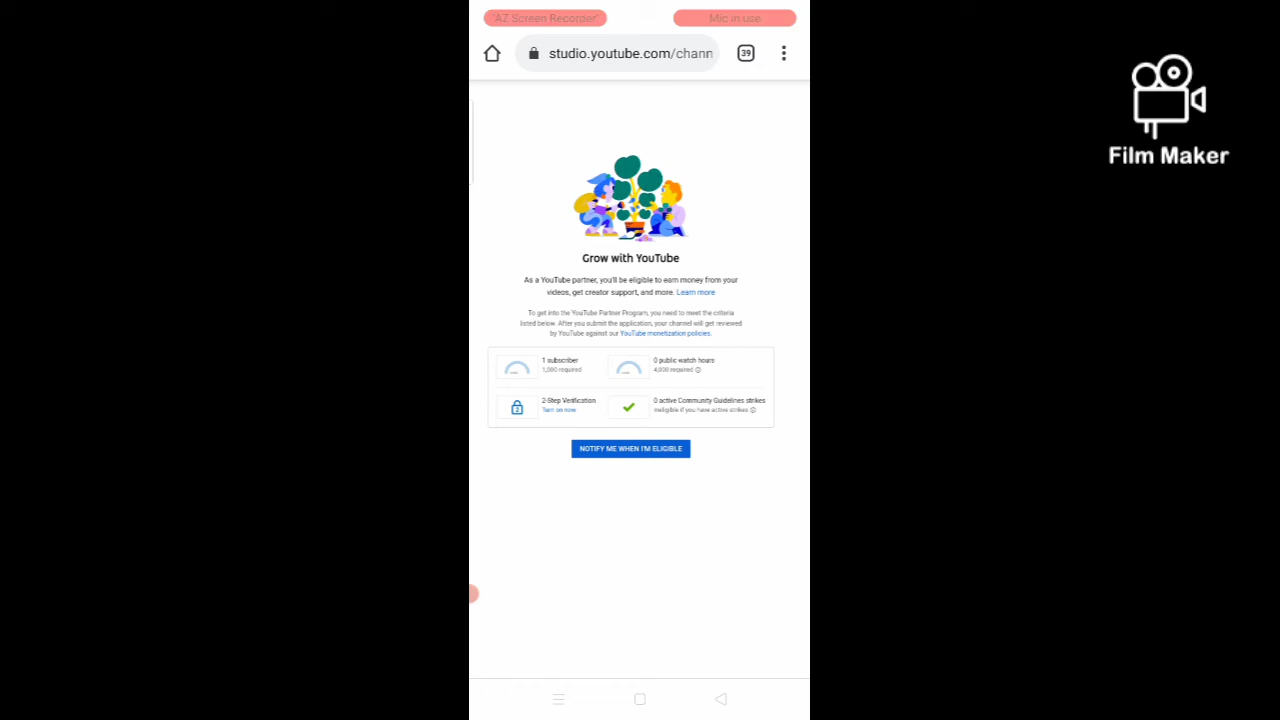 'AZ Screen Recorder'
Mic in use
studio.youtube.com/chann
39
Film Maker
Grow with YouTube
As a YouTube partner, you'll be eligible to earn money from your
videos, get creator support, and more. Learn more
To get into the YouTube Partner Program, you need to meet the criteria
listed below. After you submit the application, your channel will get reviewed
by YouTube against our YouTube monetization policies.
1 subscriber
1,000 required
0 public watch hours
4,000 required
2-Step Verification
Turn on now
0 active Community Guidelines strikes
Ineligible if you have active strikes
NOTIFY ME WHEN I'M ELIGIBLE